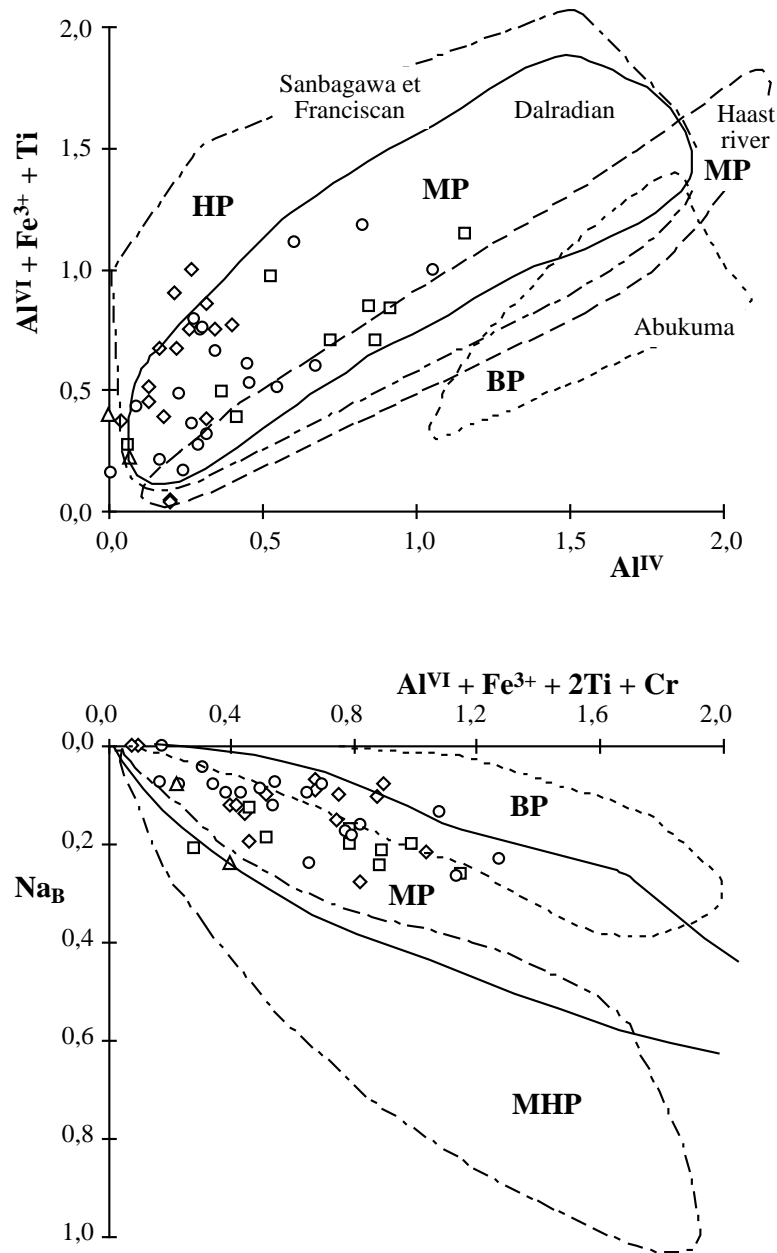 2,0
Sanbagawa et
Franciscan
Dalradian
Haast
river
1,5
MP
HP
MP
Al^VI + Fe^3+ + Ti
1,0
Abukuma
0,5
BP
0,0
0,0
0,5
1,0
1,5
2,0
Al^IV
Al^VI + Fe^3+ + 2Ti + Cr
0,0
0,4
0,8
1,2
1,6
2,0
0,0
BP
0,2
Na_B
MP
0,4
0,6
MHP
0,8
1,0